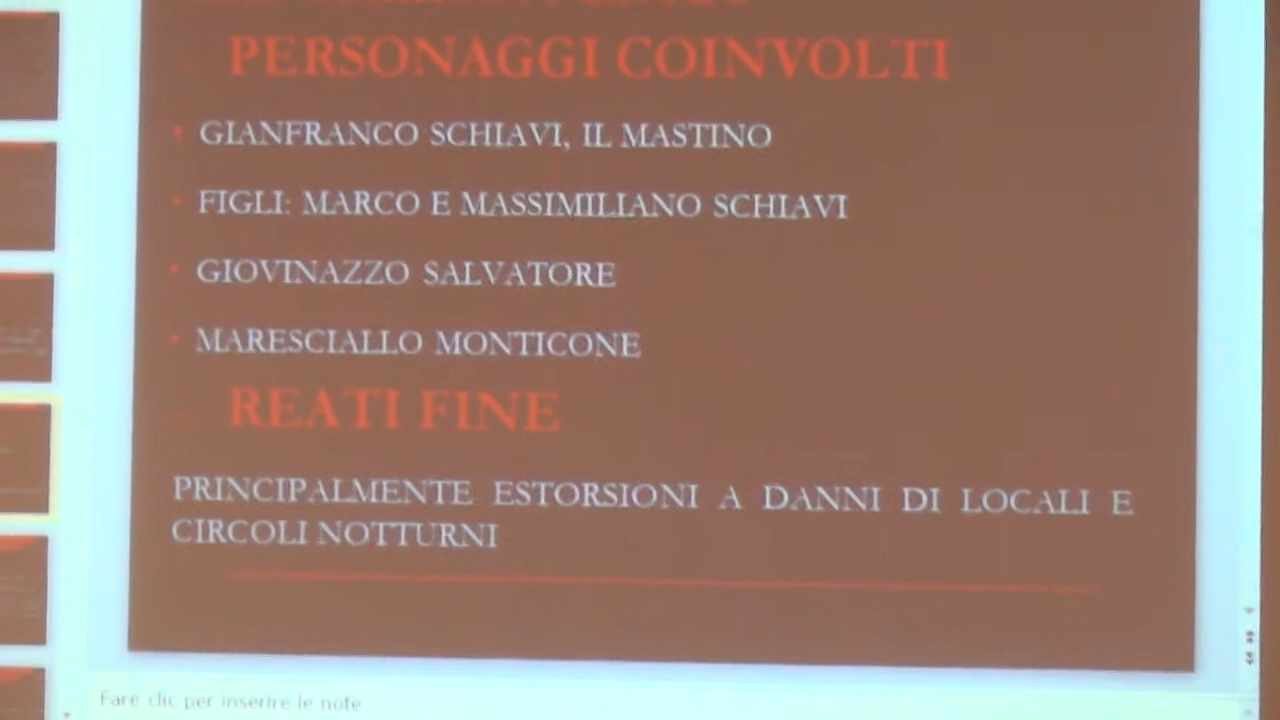 PERSONAGGI COINVOLTI
• GIANFRANCO SCHIAVI, IL MASTINO
• FIGLI: MARCO E MASSIMILIANO SCHIAVI
• GIOVINAZZO SALVATORE
• MARESCIALLO MONTICONE
REATI FINE
PRINCIPALMENTE ESTORSIONI A DANNI DI LOCALI E
CIRCOLI NOTTURNI
Fare clic per inserire le note